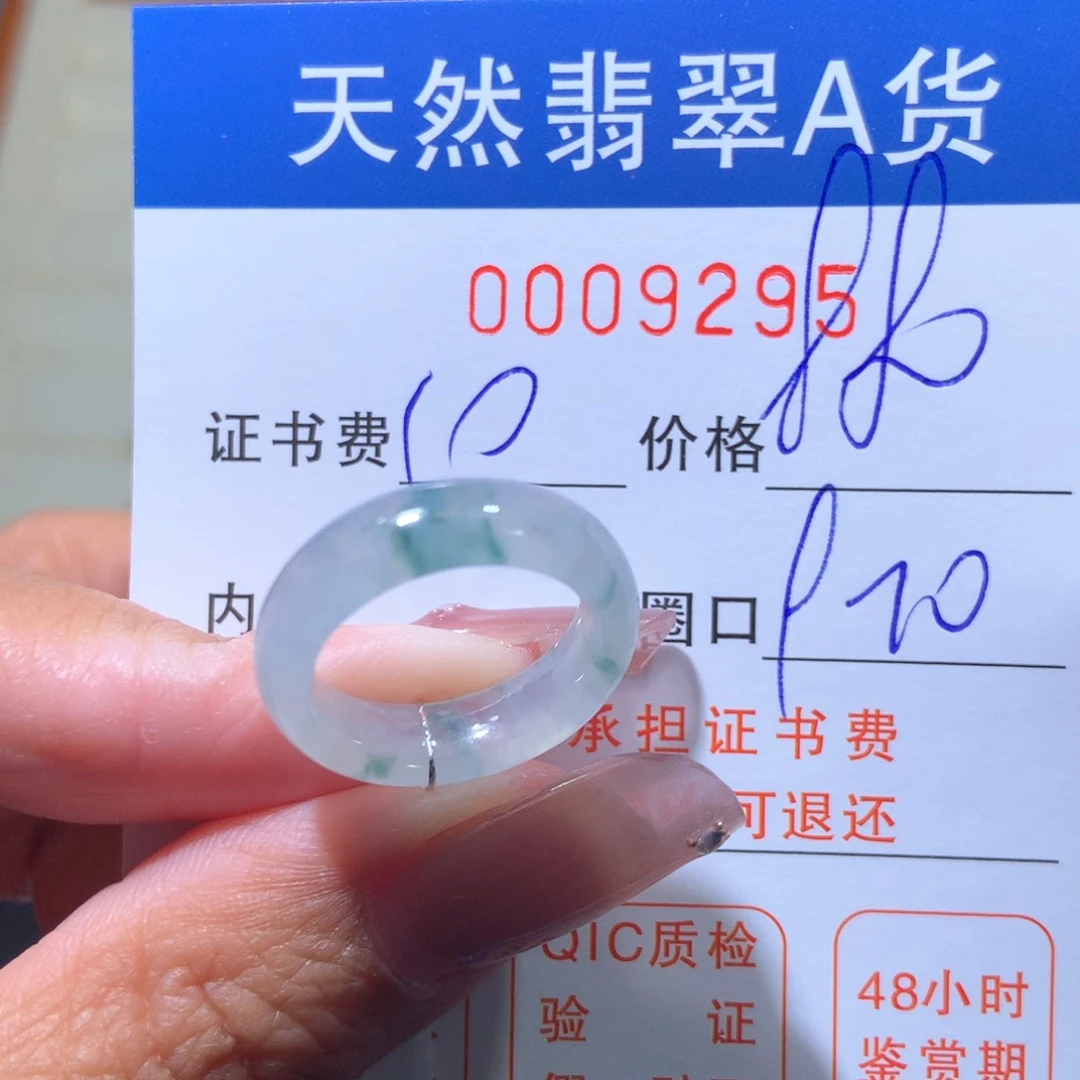 天然翡翠A货
0009295
证书费 10 价格
内 圈口
承担证书费
可退还
QIC质检
验 证
48小时
鉴赏期